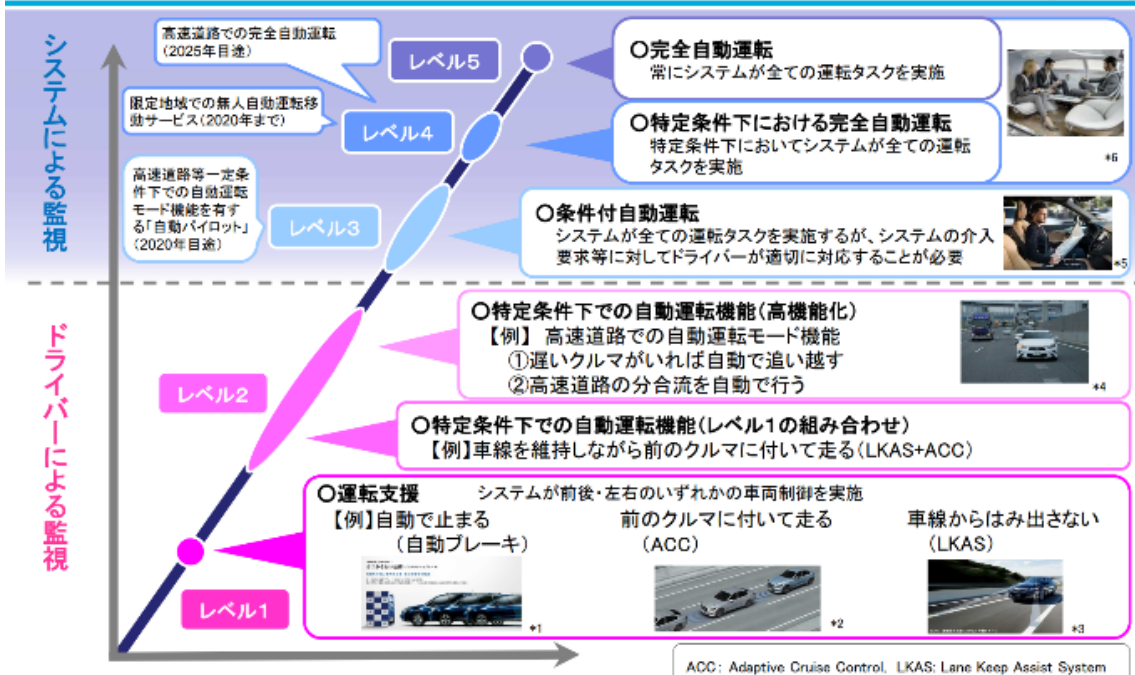 システムによる監視
高速道路での完全自動運転
(2025年目途)
レベル5
〇完全自動運転
常にシステムが全ての運転タスクを実施
限定地域での無人自動運転移
動サービス(2020年まで)
レベル4
〇特定条件下における完全自動運転
特定条件下においてシステムが全ての運転
タスクを実施
*6
高速道路等一定条
件下での自動運転
モード機能を有す
る「自動パイロット」
(2020年目途)
レベル3
〇条件付自動運転
システムが全ての運転タスクを実施するが、システムの介入
要求等に対してドライバーが適切に対応することが必要
*5
ドライバーによる監視
〇特定条件下での自動運転機能(高機能化)
【例】 高速道路での自動運転モード機能
①遅いクルマがいれば自動で追い越す
②高速道路の分合流を自動で行う
*4
レベル2
〇特定条件下での自動運転機能(レベル1の組み合わせ)
【例】車線を維持しながら前のクルマに付いて走る(LKAS+ACC)
レベル1
〇運転支援 システムが前後・左右のいずれかの車両制御を実施
【例】自動で止まる
(自動ブレーキ)
*1
前のクルマに付いて走る
(ACC)
*2
車線からはみ出さない
(LKAS)
*3
ACC: Adaptive Cruise Control, LKAS: Lane Keep Assist System